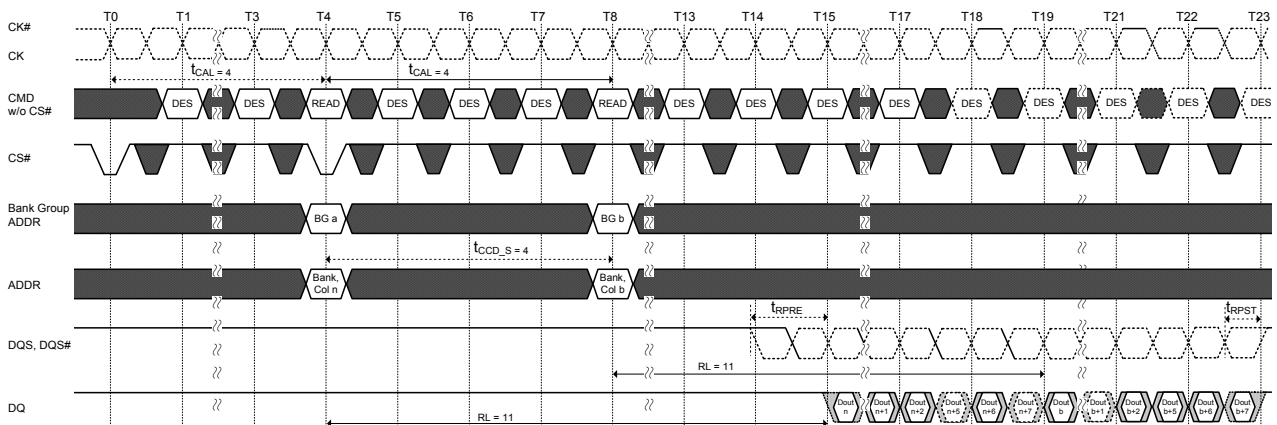 T0 T1 T3 T4 T5 T6 T7 T8 T13 T14 T15 T17 T18 T19 T21 T22 T23
CK#
CK
tCAL = 4 tCAL = 4
CMD
w/o CS#
DES DES READ DES DES DES READ DES DES DES DES DES DES DES DES DES
CS#
Bank Group
ADDR
BG a BG b
tCCD_S = 4
ADDR
Bank,
Col n
Bank,
Col b
tRPRE tRPST
DQS, DQS#
RL = 11
DQ
Dout
n
Dout
n+1
Dout
n+2
Dout
n+5
Dout
n+6
Dout
n+7
Dout
b
Dout
b+1
Dout
b+2
Dout
b+5
Dout
b+6
Dout
b+7
RL = 11